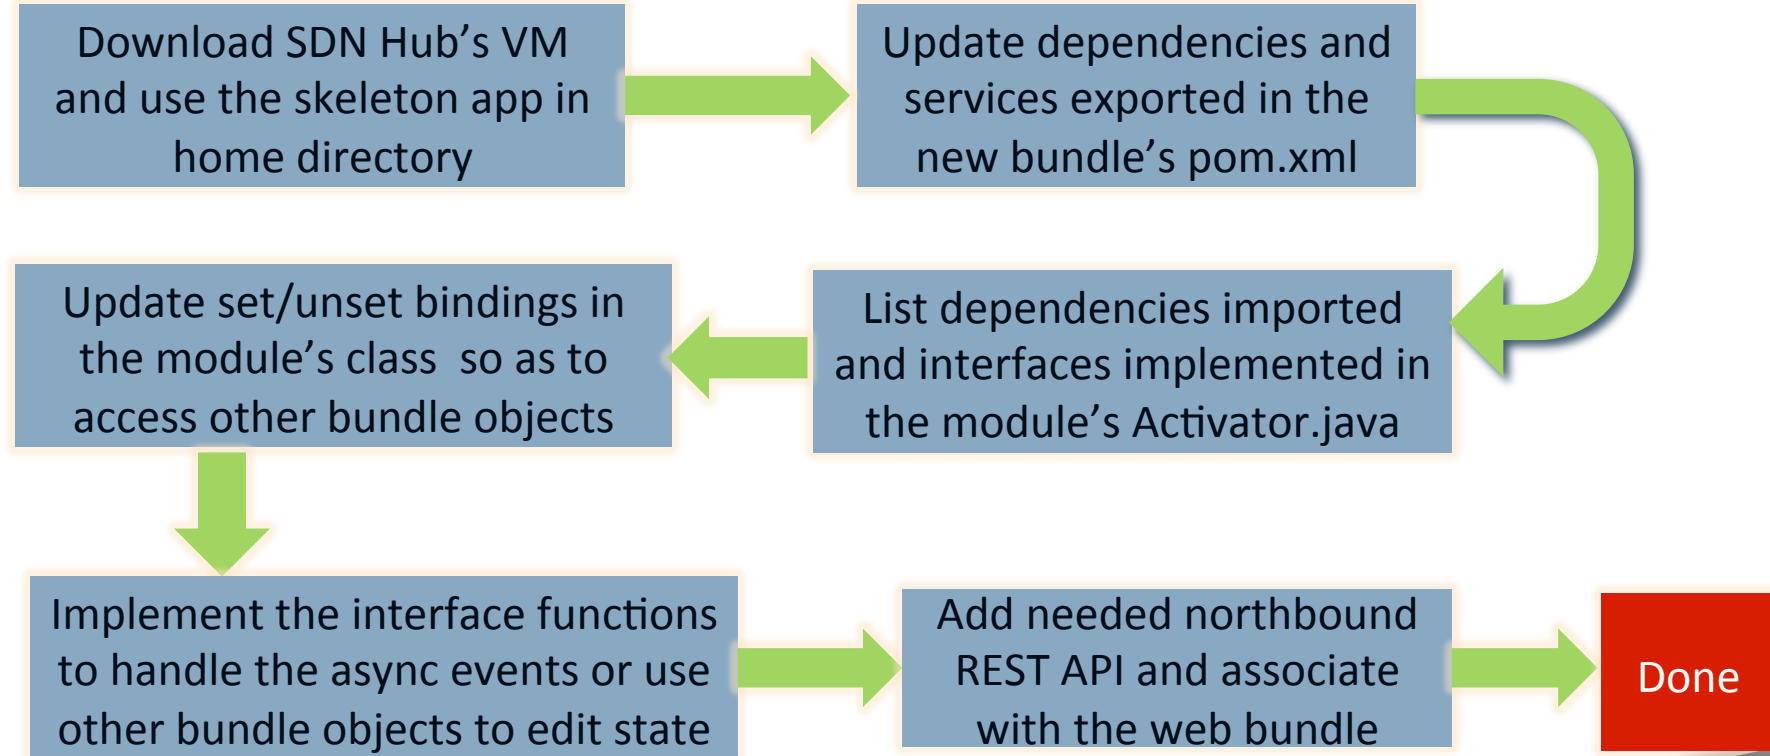 Download SDN Hub’s VM
and use the skeleton app in
home directory
Update dependencies and
services exported in the
new bundle’s pom.xml
List dependencies imported
and interfaces implemented in
the module’s Activator.java
Update set/unset bindings in
the module’s class  so as to
access other bundle objects
Implement the interface functions
to handle the async events or use
other bundle objects to edit state
Add needed northbound
REST API and associate
with the web bundle
Done